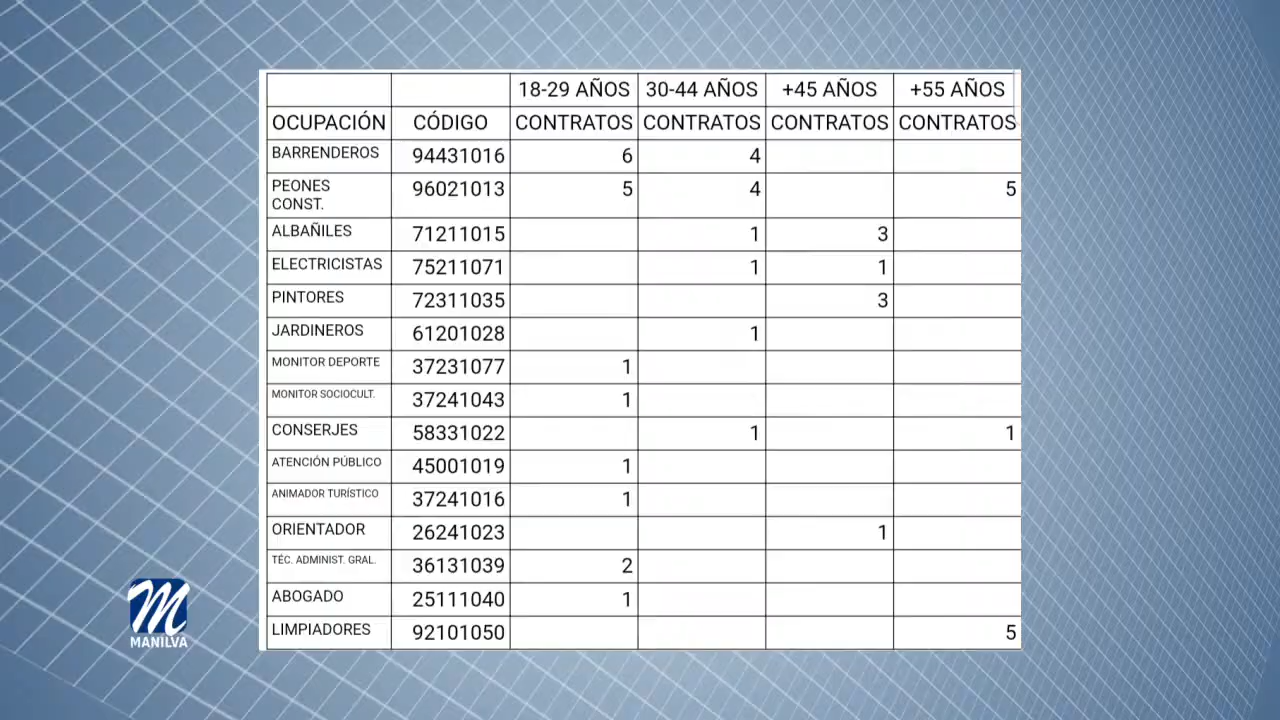 18-29 AÑOS 30-44 AÑOS +45 AÑOS +55 AÑOS
OCUPACIÓN CÓDIGO CONTRATOS CONTRATOS CONTRATOS CONTRATOS
BARRENDEROS 94431016 6 4
PEONES CONST. 96021013 5 4 5
ALBAÑILES 71211015 1 3
ELECTRICISTAS 75211071 1 1
PINTORES 72311035 3
JARDINEROS 61201028 1
MONITOR DEPORTE 37231077 1
MONITOR SOCIOCULT. 37241043 1
CONSERJES 58331022 1 1
ATENCIÓN PÚBLICO 45001019 1
ANIMADOR TURÍSTICO 37241016 1
ORIENTADOR 26241023 1
TÉC. ADMINIST. GRAL. 36131039 2
ABOGADO 25111040 1
LIMPIADORES 92101050 5
M
MANILVA